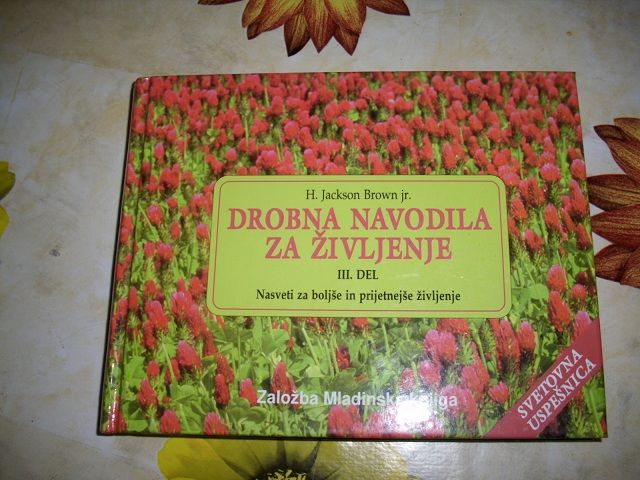 H. Jackson Brown jr.
DROBNA NAVODILA
ZA ŽIVLJENJE
III. DEL
Nasveti za boljše in prijetnejše življenje
Založba Mladinska knjiga
SVETOVNA
USPEŠNICA